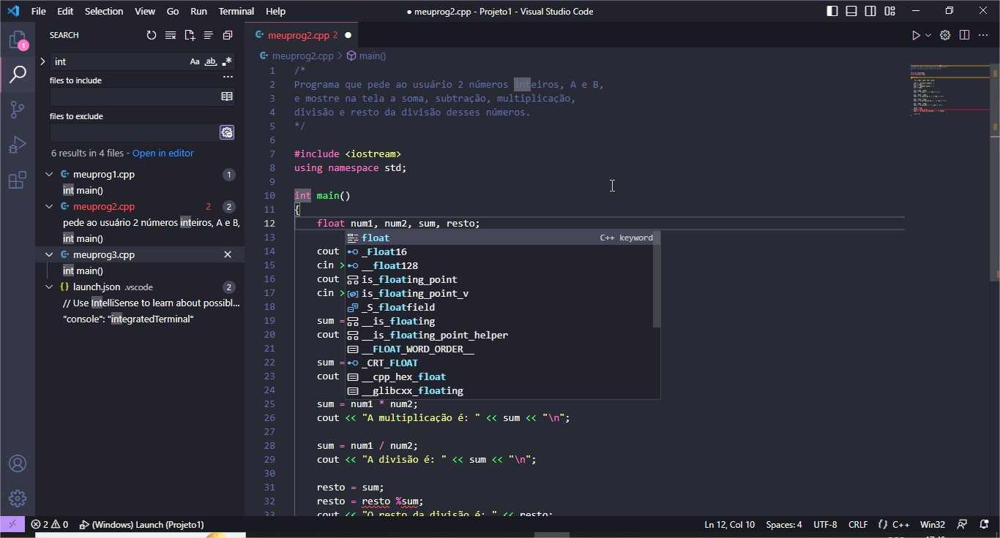 File Edit Selection View Go Run Terminal Help
● meuprog2.cpp - Projeto1 - Visual Studio Code
SEARCH
int
Aa ab .*
files to include
files to exclude
6 results in 4 files - Open in editor
meuprog1.cpp 1
int main()
meuprog2.cpp 2 2
pede ao usuário 2 números inteiros, A e B,
int main()
meuprog3.cpp
int main()
{} launch.json .vscode 2
// Use IntelliSense to learn about possibl...
"console": "integratedTerminal"
1
meuprog2.cpp 2 ●
meuprog2.cpp > main()
1 /*
2 Programa que pede ao usuário 2 números inteiros, A e B,
3 e mostre na tela a soma, subtração, multiplicação,
4 divisão e resto da divisão desses números.
5 */
6
7 #include <iostream>
8 using namespace std;
9
10 int main()
11 {
12 float num1, num2, sum, resto;
13 float C++ keyword
14 cout _Float16
15 cin > __float128
16 cout is_floating_point
17 cin > is_floating_point_v
18 _S_floatfield
19 sum = __is_floating
20 cout __is_floating_point_helper
21 __FLOAT_WORD_ORDER__
22 sum = _CRT_FLOAT
23 cout __cpp_hex_float
24 __glibcxx_floating
25 sum = num1 * num2;
26 cout << "A multiplicação é: " << sum << "\n";
27
28 sum = num1 / num2;
29 cout << "A divisão é: " << sum << "\n";
30
31 resto = sum;
32 resto = resto %sum;
33 cout << "O resto da divisão é: " << resto;
2 0 (Windows) Launch (Projeto1)
Ln 12, Col 10 Spaces: 4 UTF-8 CRLF {} C++ Win32